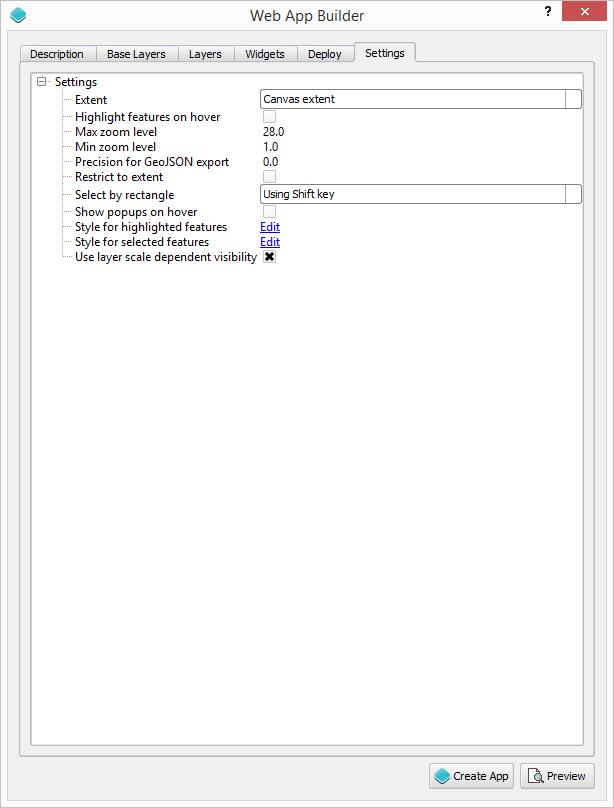 Web App Builder
?
Description Base Layers Layers Widgets Deploy Settings
Settings
Extent Canvas extent
Highlight features on hover
Max zoom level 28.0
Min zoom level 1.0
Precision for GeoJSON export 0.0
Restrict to extent
Select by rectangle Using Shift key
Show popups on hover
Style for highlighted features Edit
Style for selected features Edit
Use layer scale dependent visibility
Create App Preview